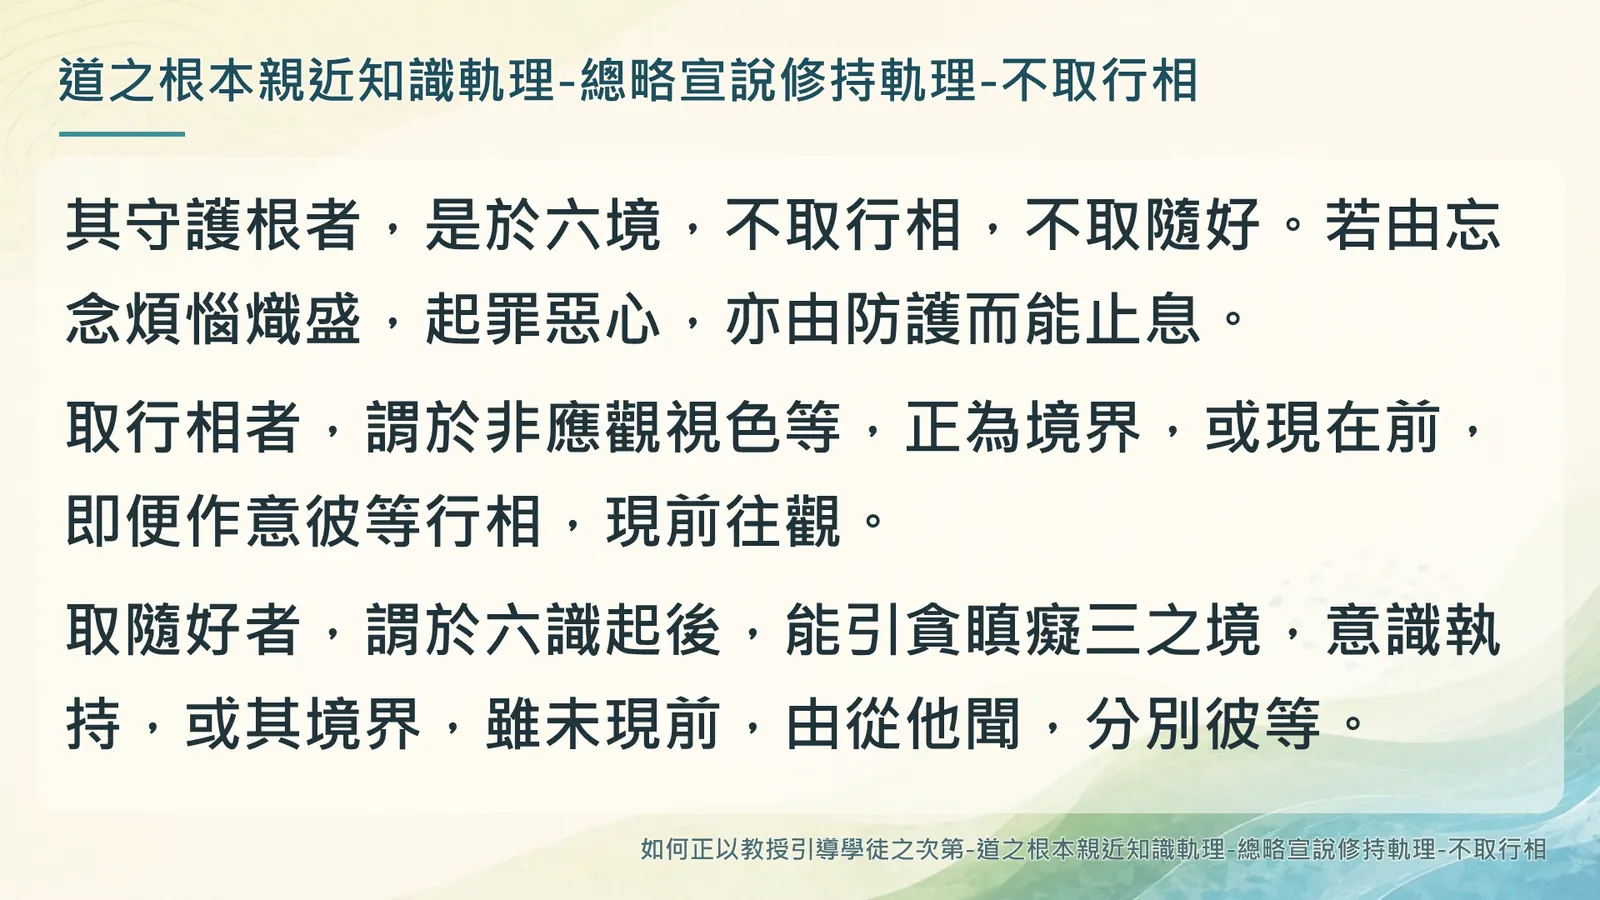 道之根本親近知識軌理-總略宣說修持軌理-不取行相
其守護根者，是於六境，不取行相，不取隨好。若由忘
念煩惱熾盛，起罪惡心，亦由防護而能止息。
取行相者，謂於非應觀視色等，正為境界，或現在前，
即便作意彼等行相，現前往觀。
取隨好者，謂於六識起後，能引貪瞋癡三之境，意識執
持，或其境界，雖未現前，由從他聞，分別彼等。
如何正以教授引導學徒之次第-道之根本親近知識軌理-總略宣說修持軌理-不取行相